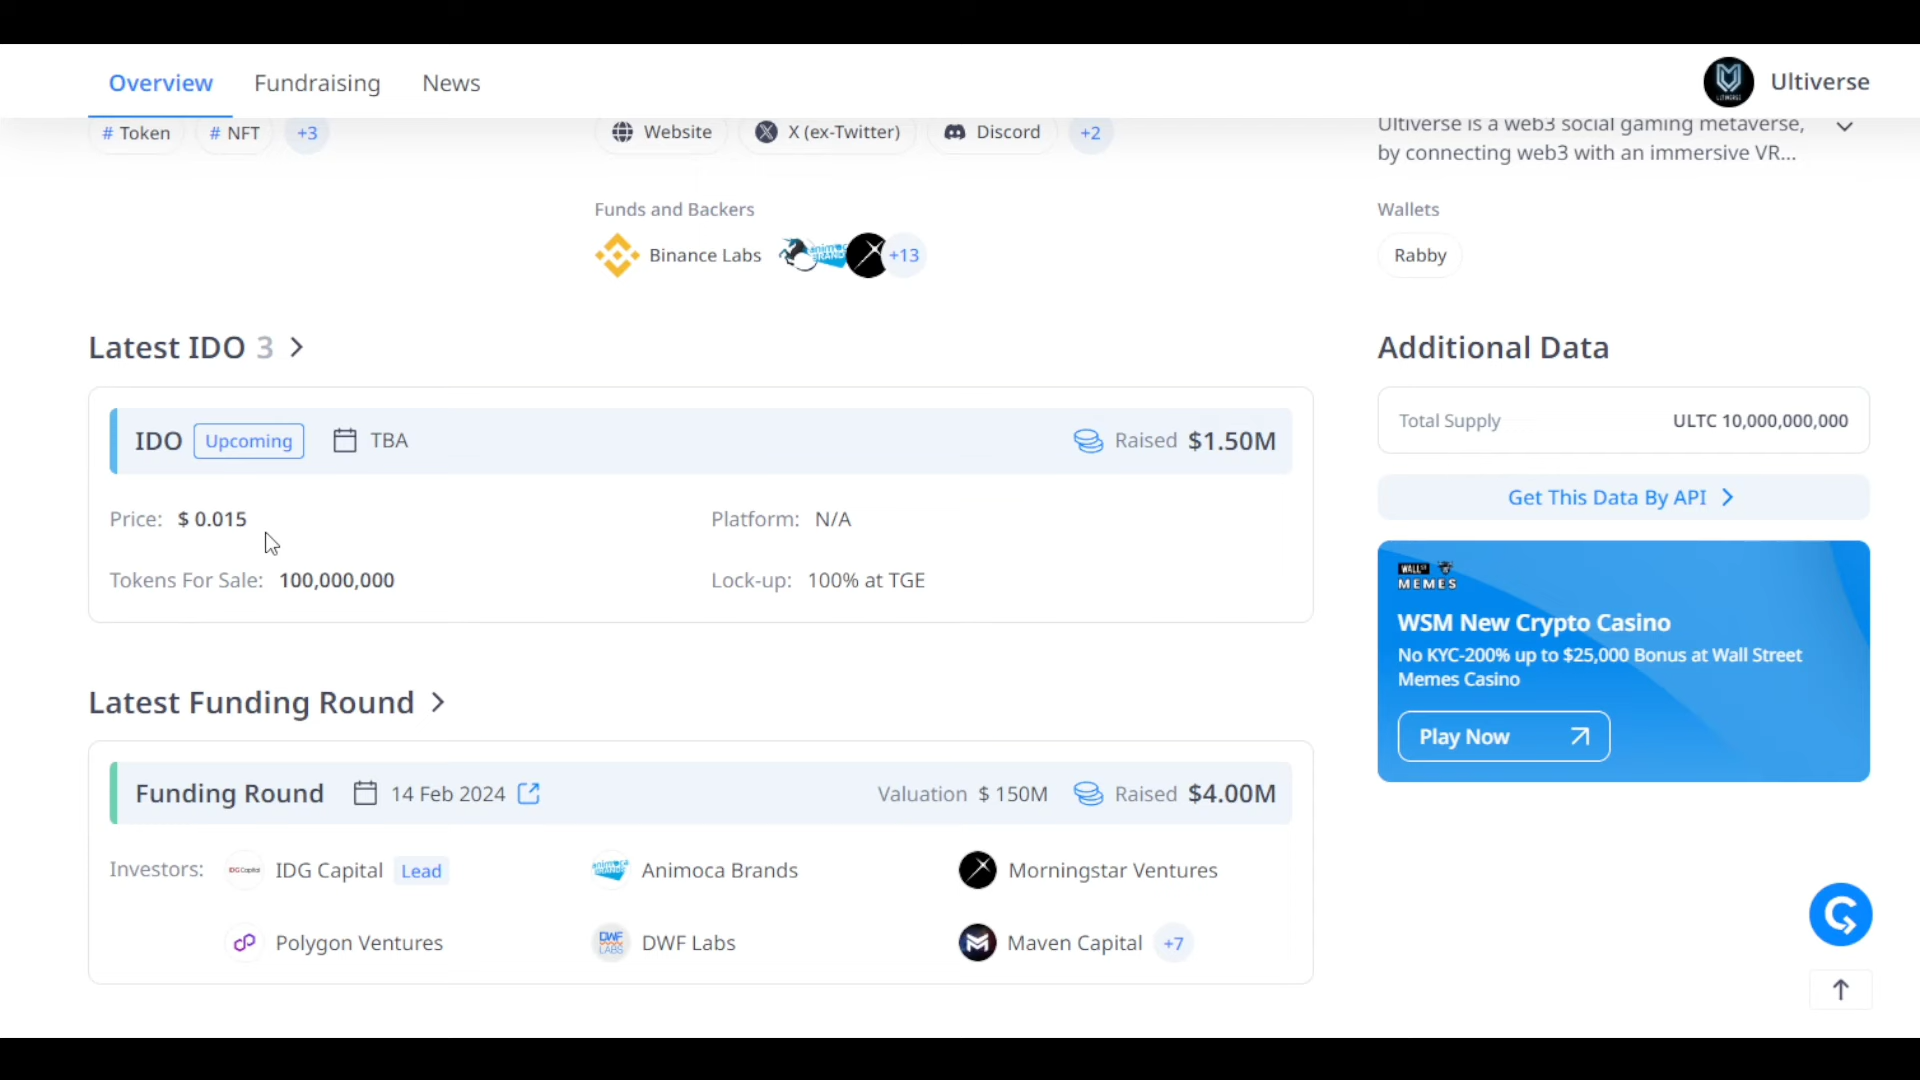 Overview Fundraising News Ultiverse
# Token # NFT +3 Website X (ex-Twitter) Discord +2
Ultiverse is a web3 social gaming metaverse,
by connecting web3 with an immersive VR...
Funds and Backers
Binance Labs +13
Wallets
Rabby
Latest IDO 3
IDO Upcoming TBA Raised $1.50M
Price: $ 0.015 Platform: N/A
Tokens For Sale: 100,000,000 Lock-up: 100% at TGE
Additional Data
Total Supply ULTC 10,000,000,000
Get This Data By API
WALL ST
MEMES
WSM New Crypto Casino
No KYC-200% up to $25,000 Bonus at Wall Street
Memes Casino
Play Now
Latest Funding Round
Funding Round 14 Feb 2024 Valuation $ 150M Raised $4.00M
Investors: IDG Capital IDG Capital Lead Animoca Brands Morningstar Ventures
Polygon Ventures DWF LABS DWF Labs Maven Capital +7